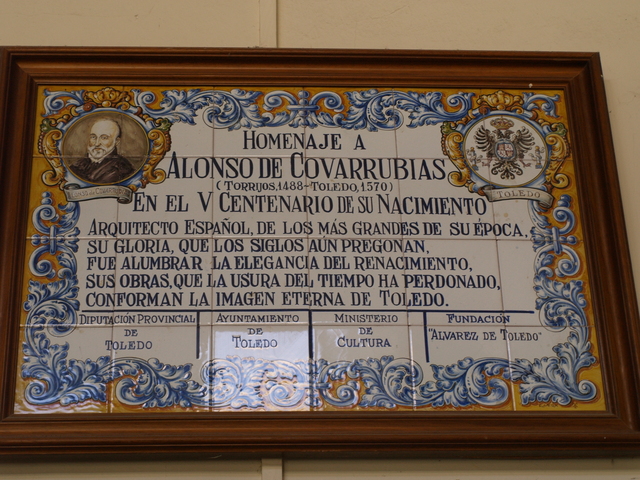 HOMENAJE A
ALONSO DE COVARRUBIAS
(TORRIJOS, 1488-TOLEDO, 1570)
EN EL V CENTENARIO DE SU NACIMIENTO
ARQUITECTO ESPAÑOL, DE LOS MÁS GRANDES DE SU ÉPOCA,
SU GLORIA, QUE LOS SIGLOS AÚN PREGONAN,
FUE ALUMBRAR LA ELEGANCIA DEL RENACIMIENTO,
SUS OBRAS, QUE LA USURA DEL TIEMPO HA PERDONADO,
CONFORMAN LA IMAGEN ETERNA DE TOLEDO.
DIPUTACIÓN PROVINCIAL
DE
TOLEDO
AYUNTAMIENTO
DE
TOLEDO
MINISTERIO
DE
CULTURA
FUNDACIÓN
"ALVAREZ DE TOLEDO"
TOLEDO